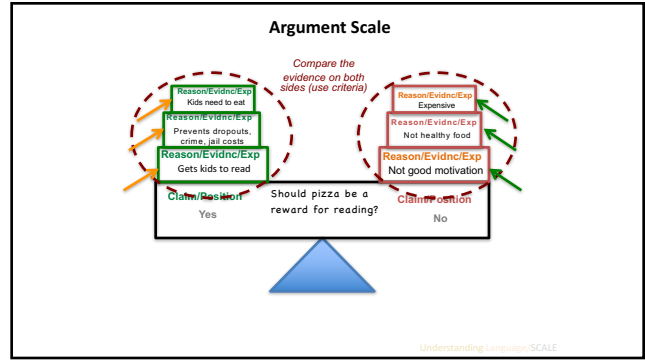 Argument Scale
Compare the
evidence on both
sides (use criteria)
Reason/Evidnc/Exp
Kids need to eat
Reason/Evidnc/Exp
Prevents dropouts,
crime, jail costs
Reason/Evidnc/Exp
Gets kids to read
Reason/Evidnc/Exp
Expensive
Reason/Evidnc/Exp
Not healthy food
Reason/Evidnc/Exp
Not good motivation
Claim/Position
Yes
Should pizza be a
reward for reading?
Claim/Position
No
Understanding Language/SCALE